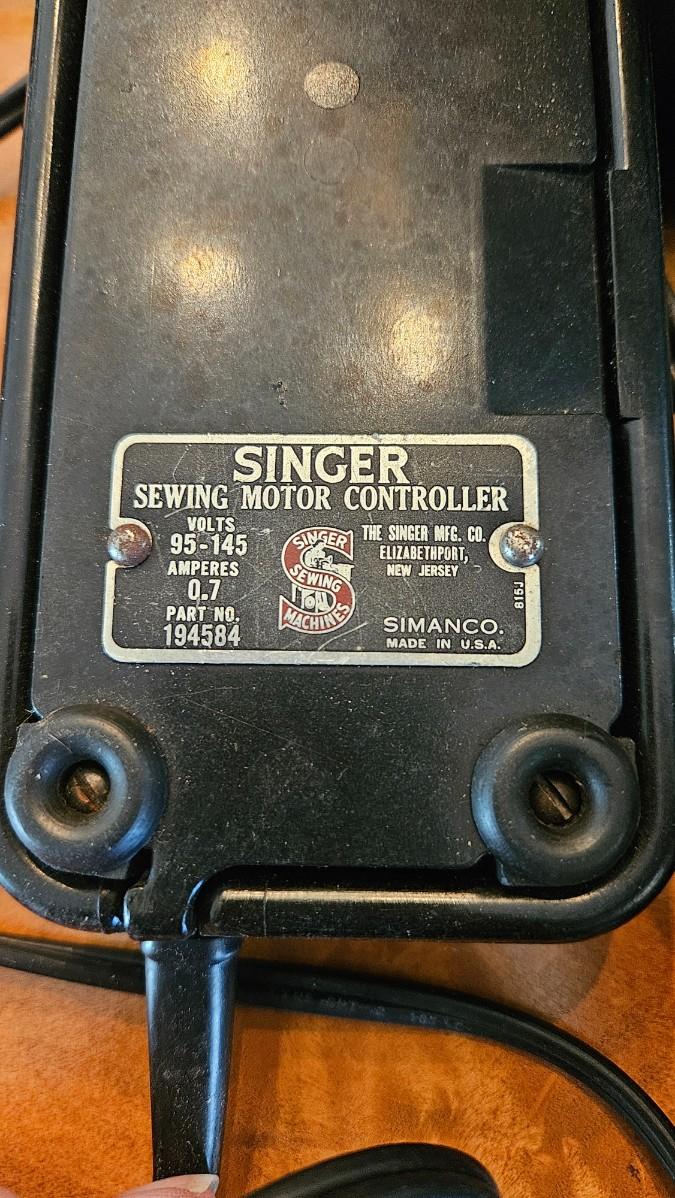 SINGER
SEWING MOTOR CONTROLLER
VOLTS
95-145
AMPERES
0.7
PART NO.
194584
SINGER
SEWING
MACHINES
THE SINGER MFG. CO.
ELIZABETHPORT,
NEW JERSEY
815J
SIMANCO.
MADE IN U.S.A.